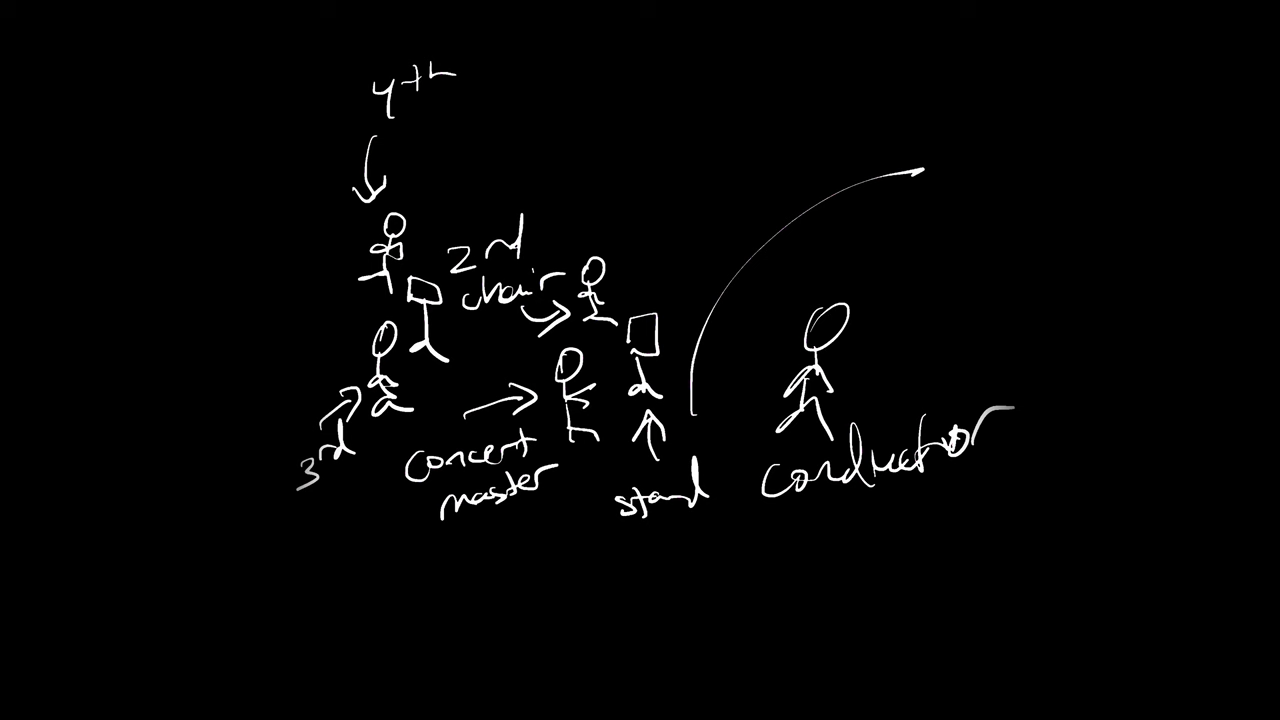 4th
2nd
chair
3rd
concert
master
stand
conductor